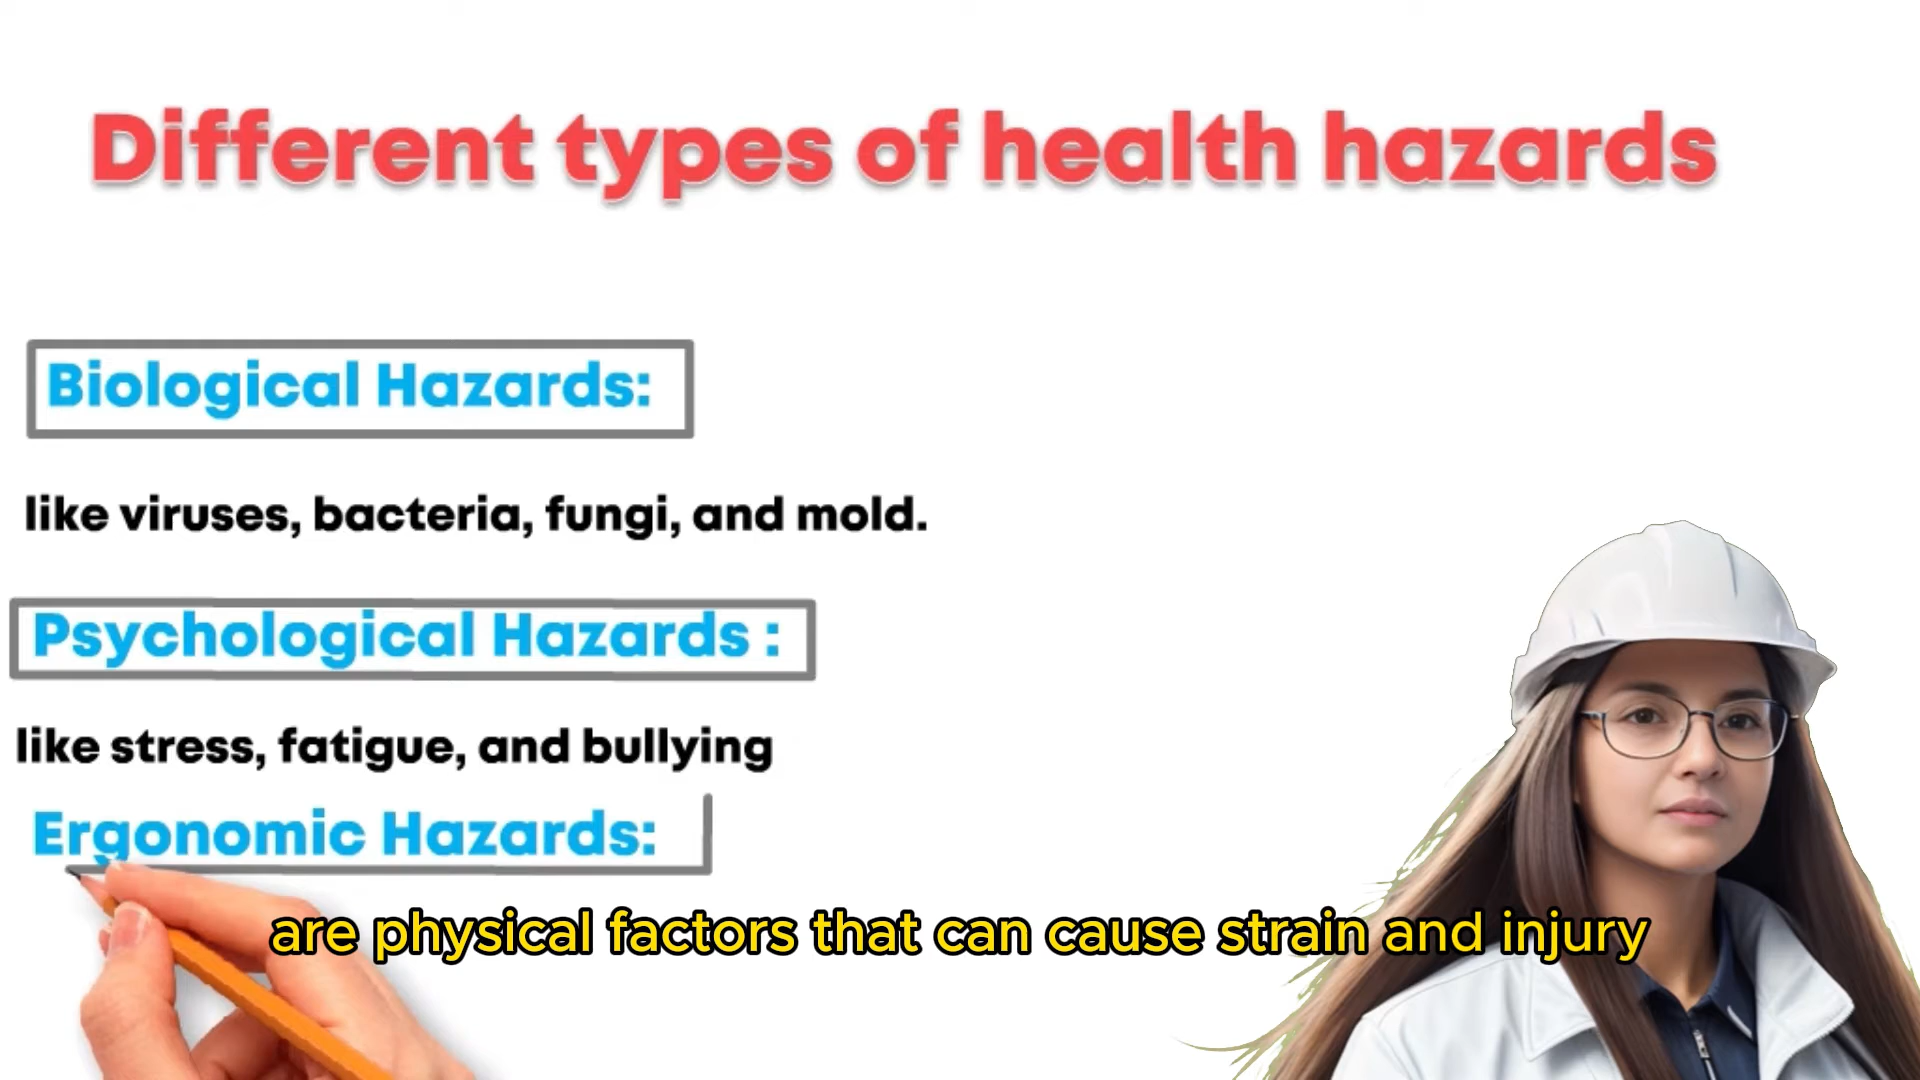 Different types of health hazards
Biological Hazards:
like viruses, bacteria, fungi, and mold.
Psychological Hazards :
like stress, fatigue, and bullying
Ergonomic Hazards:
are physical factors that can cause strain and injury